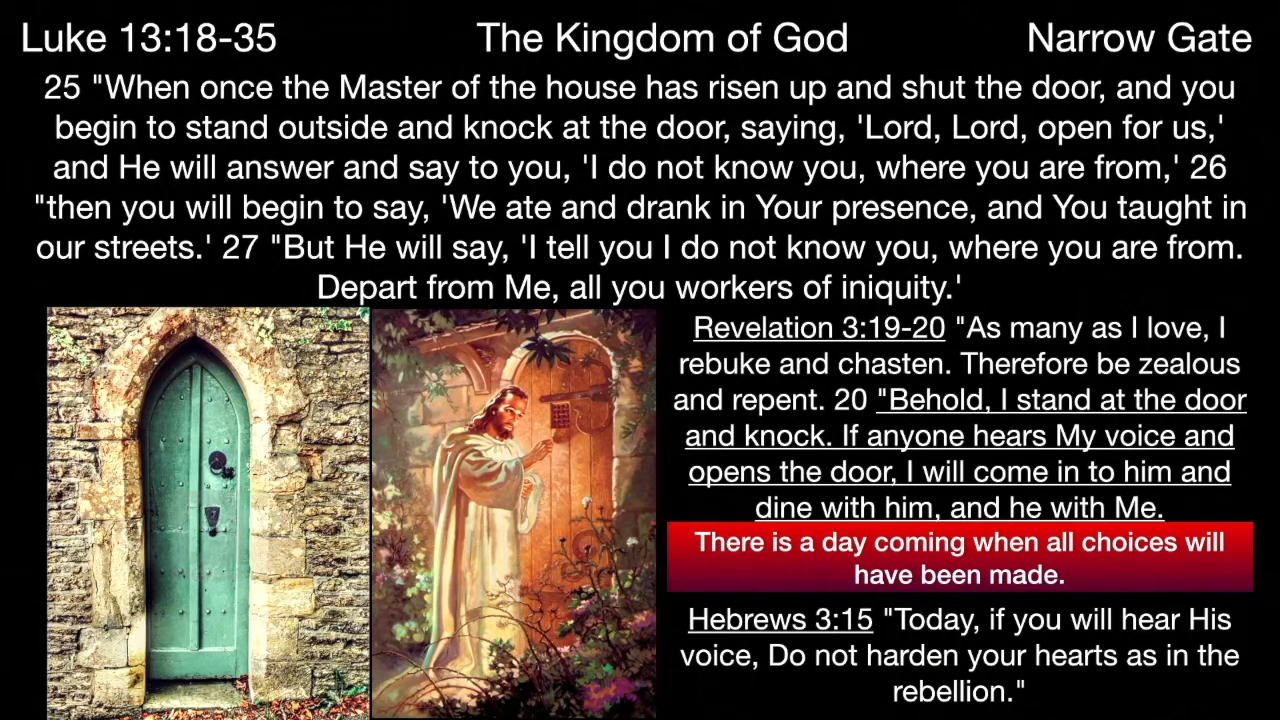 Luke 13:18-35 The Kingdom of God Narrow Gate
25 "When once the Master of the house has risen up and shut the door, and you
begin to stand outside and knock at the door, saying, 'Lord, Lord, open for us,'
and He will answer and say to you, 'I do not know you, where you are from,' 26
"then you will begin to say, 'We ate and drank in Your presence, and You taught in
our streets.' 27 "But He will say, 'I tell you I do not know you, where you are from.
Depart from Me, all you workers of iniquity.'
Revelation 3:19-20 "As many as I love, I
rebuke and chasten. Therefore be zealous
and repent. 20 "Behold, I stand at the door
and knock. If anyone hears My voice and
opens the door, I will come in to him and
dine with him, and he with Me.
There is a day coming when all choices will
have been made.
Hebrews 3:15 "Today, if you will hear His
voice, Do not harden your hearts as in the
rebellion."